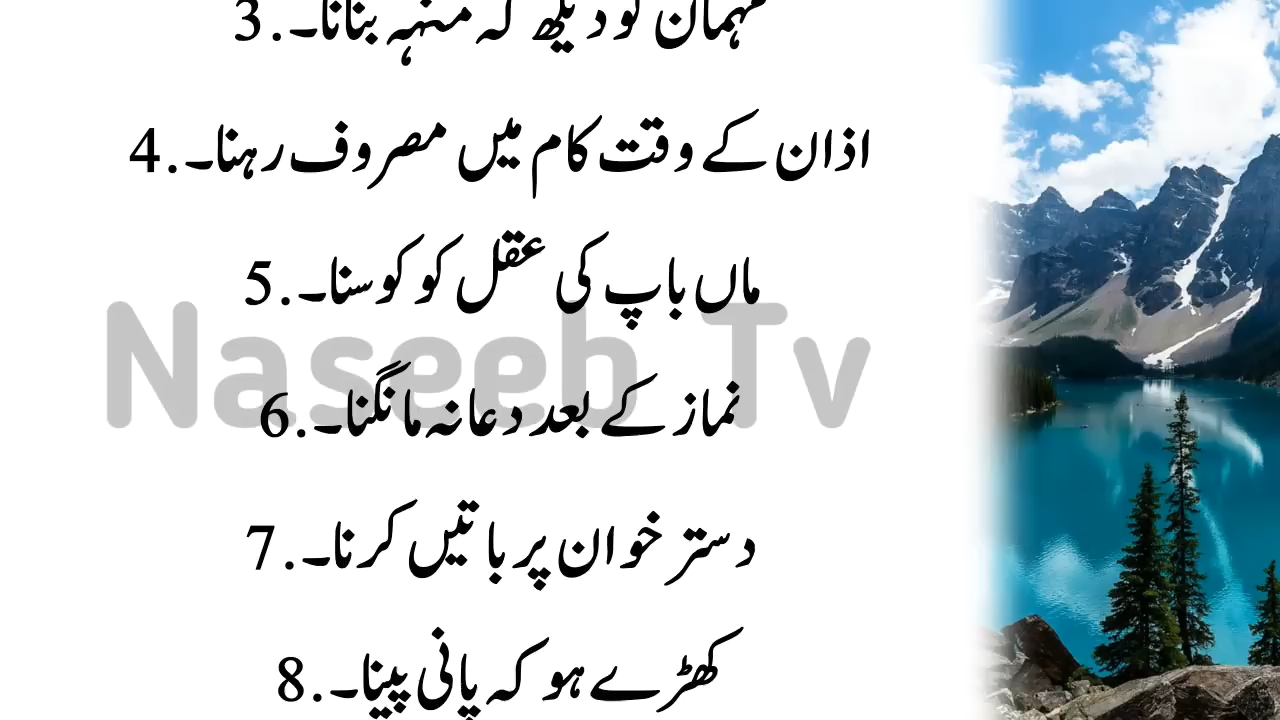 مہمان کو دیکھ کہ منہہ بنانا۔.3
اذان کے وقت کام میں مصروف رہنا۔.4
ماں باپ کی عقل کو کوسنا۔.5
Naseeb Tv
نماز کے بعد دعا نہ مانگنا۔.6
دستر خوان پر باتیں کرنا۔.7
کھڑے ہو کہ پانی پینا۔.8